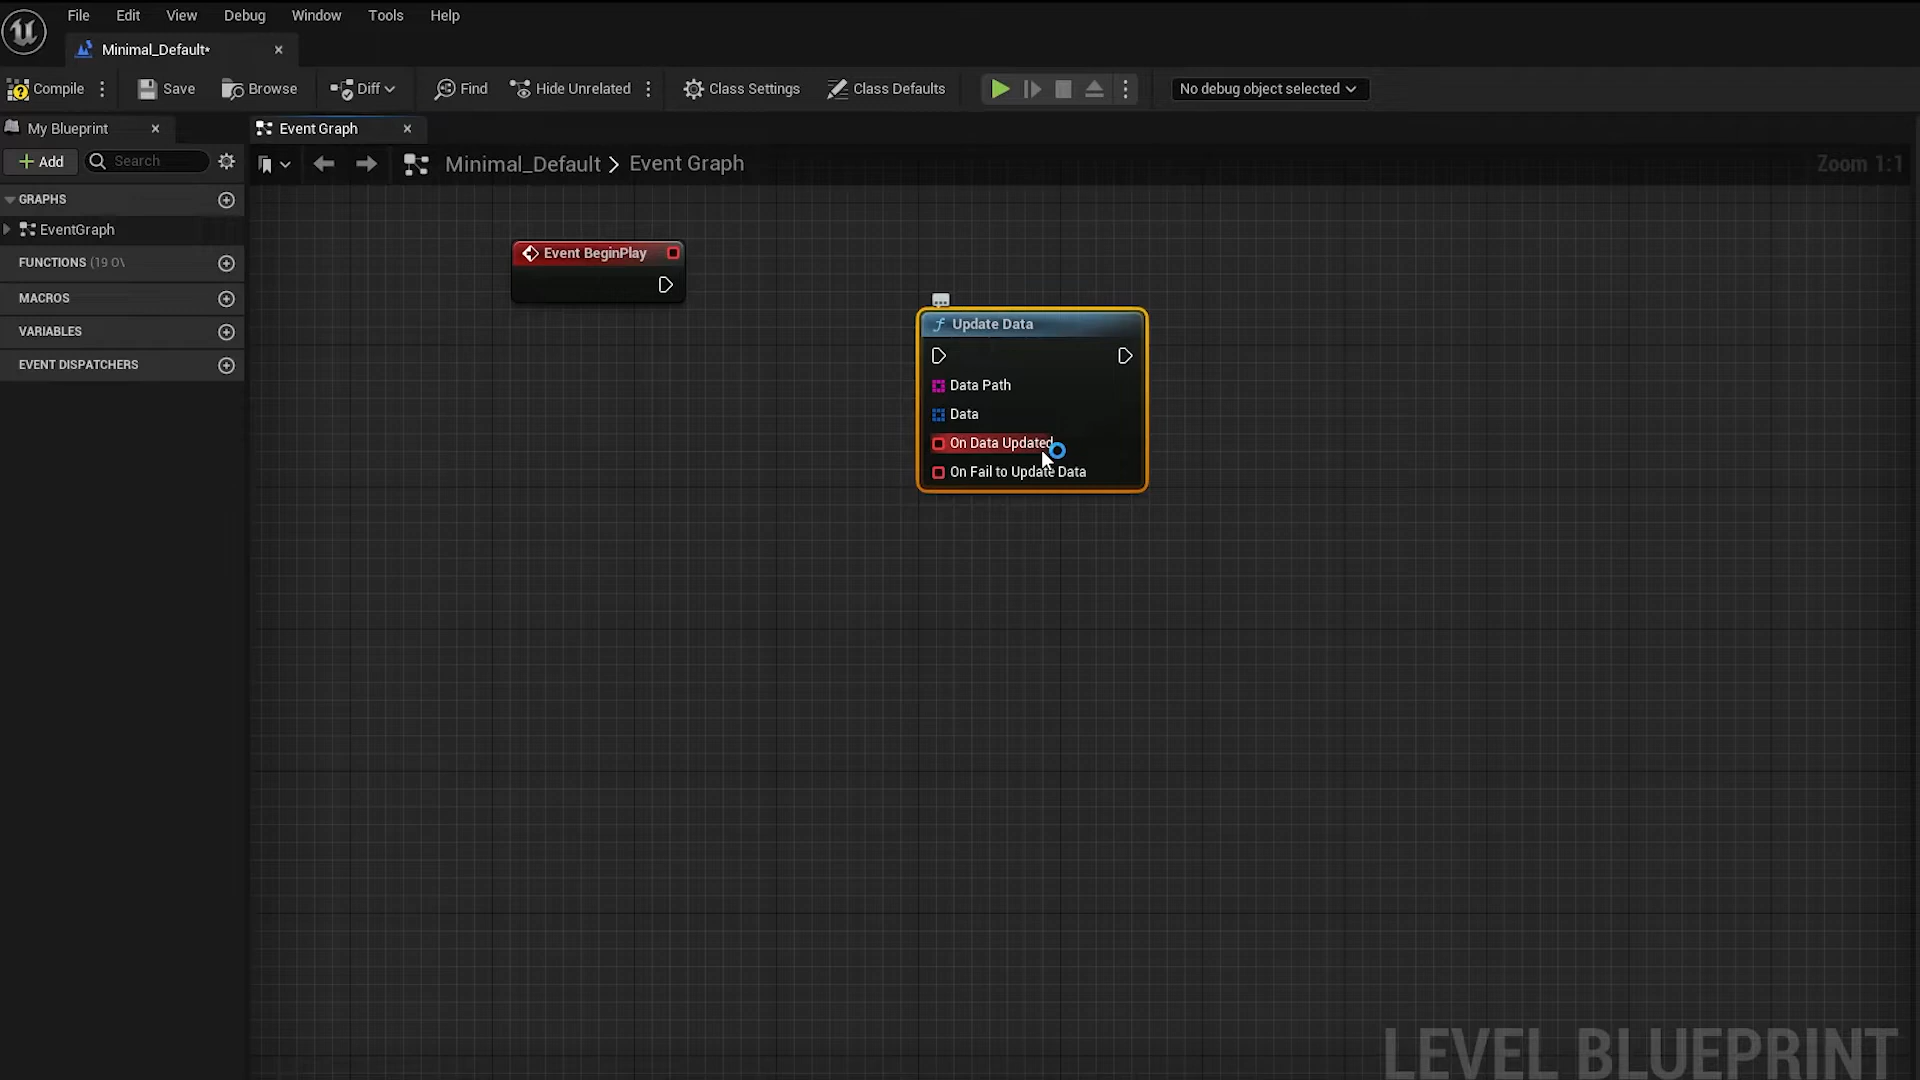 File Edit View Debug Window Tools Help
Minimal_Default*
Compile Save Browse Diff Find Hide Unrelated Class Settings Class Defaults No debug object selected
My Blueprint Event Graph
Add Search Minimal_Default > Event Graph Zoom 1:1
GRAPHS
EventGraph
FUNCTIONS (19 O\
MACROS
VARIABLES
EVENT DISPATCHERS
Event BeginPlay
Update Data
Data Path
Data
On Data Updated
On Fail to Update Data
LEVEL BLUEPRINT